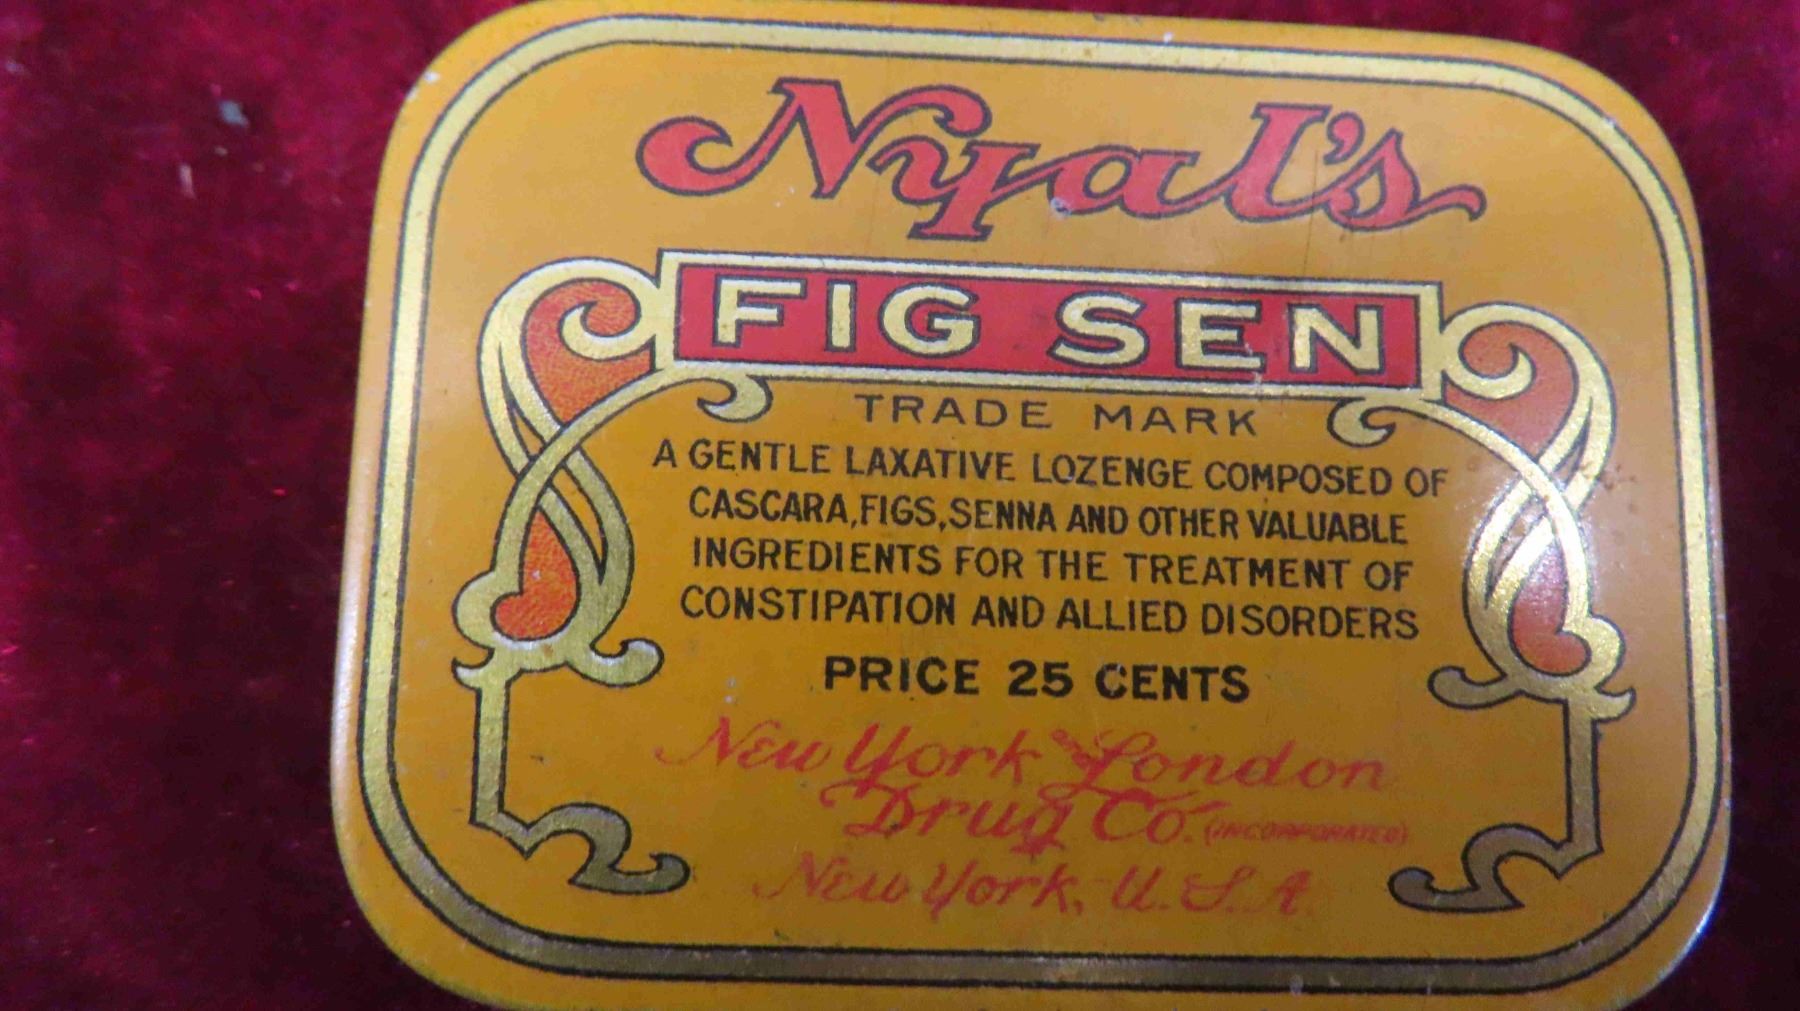 Nyal's
FIG SEN
TRADE MARK
A GENTLE LAXATIVE LOZENGE COMPOSED OF
CASCARA, FIGS, SENNA AND OTHER VALUABLE
INGREDIENTS FOR THE TREATMENT OF
CONSTIPATION AND ALLIED DISORDERS
PRICE 25 CENTS
New York London
Drug Co. (INCORPORATED)
New York, U.S.A.